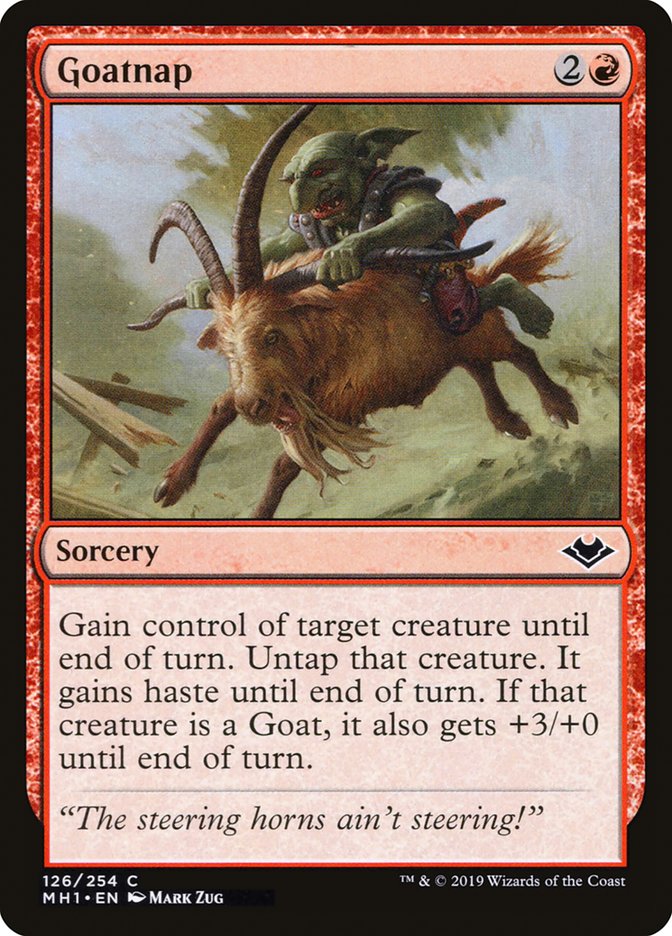 Goatnap
2
Sorcery
Gain control of target creature until
end of turn. Untap that creature. It
gains haste until end of turn. If that
creature is a Goat, it also gets +3/+0
until end of turn.
“The steering horns ain’t steering!”
126/254 C
MH1 • EN Mark Zug
™ & © 2019 Wizards of the Coast